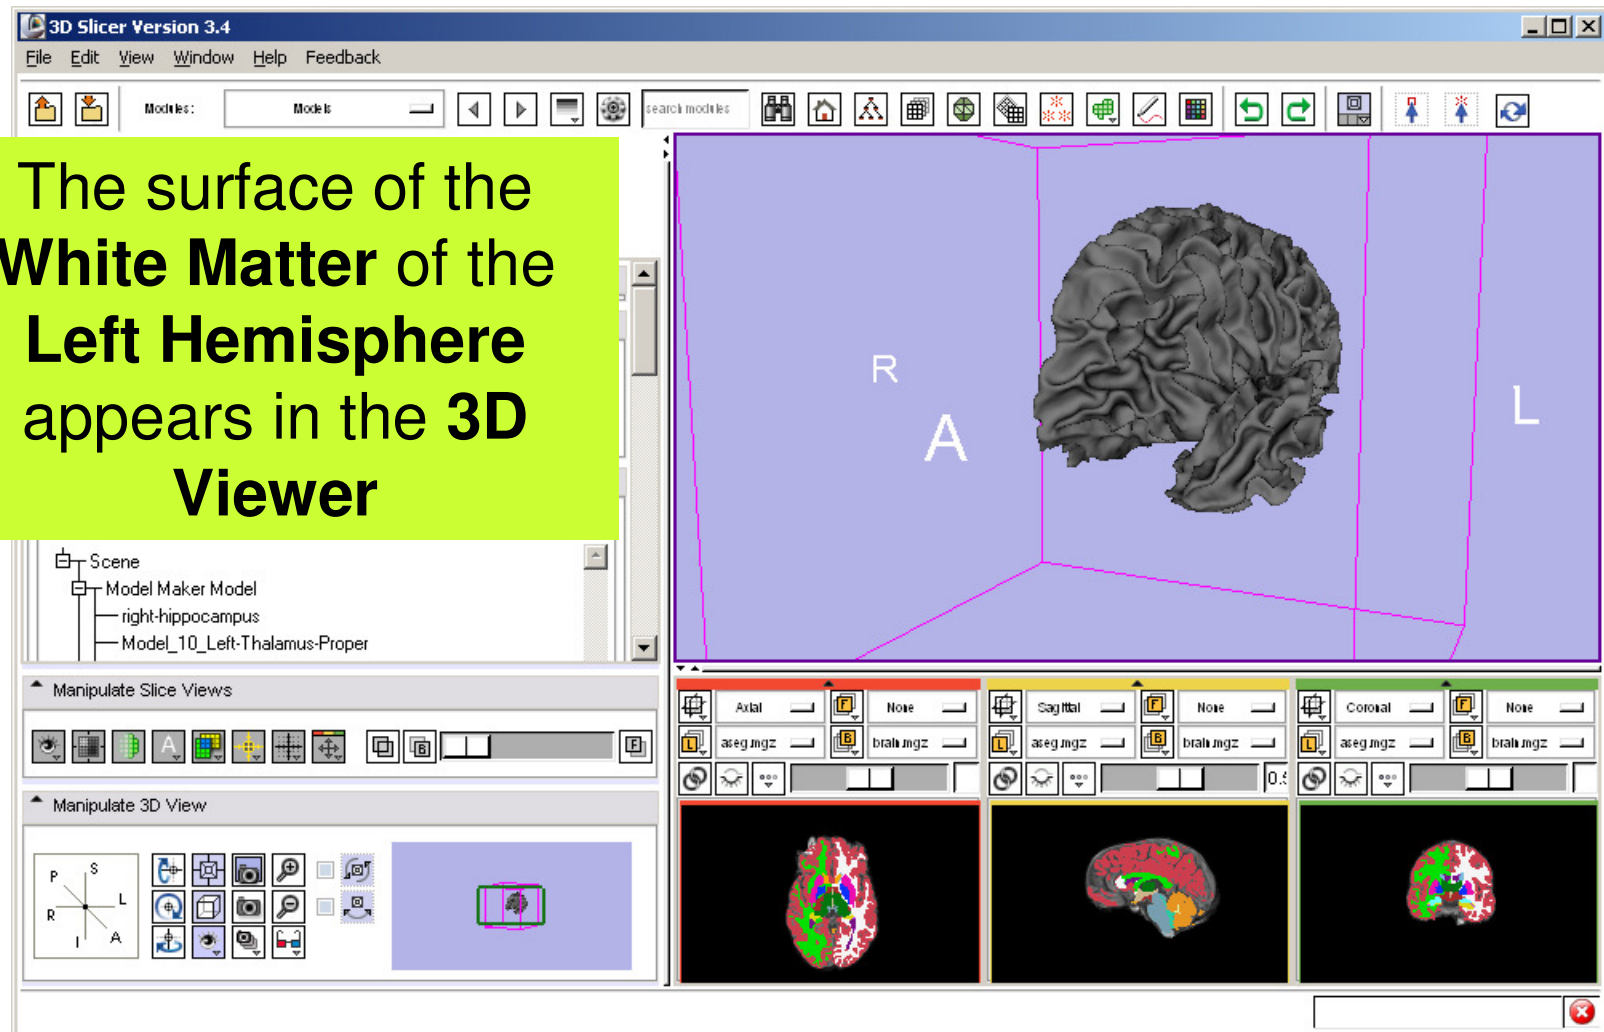 3D Slicer Version 3.4
File Edit View Window Help Feedback
Modules: Models search modules
The surface of the
White Matter of the
Left Hemisphere
appears in the 3D
Viewer
R
A
L
Scene
Model Maker Model
right-hippocampus
Model_10_Left-Thalamus-Proper
Manipulate Slice Views
A B F
Axial F None
L aseg.mgz B brain.mgz
Sagittal F None
L aseg.mgz B brain.mgz
Coronal F None
L aseg.mgz B brain.mgz
Manipulate 3D View
P S
R L
I A